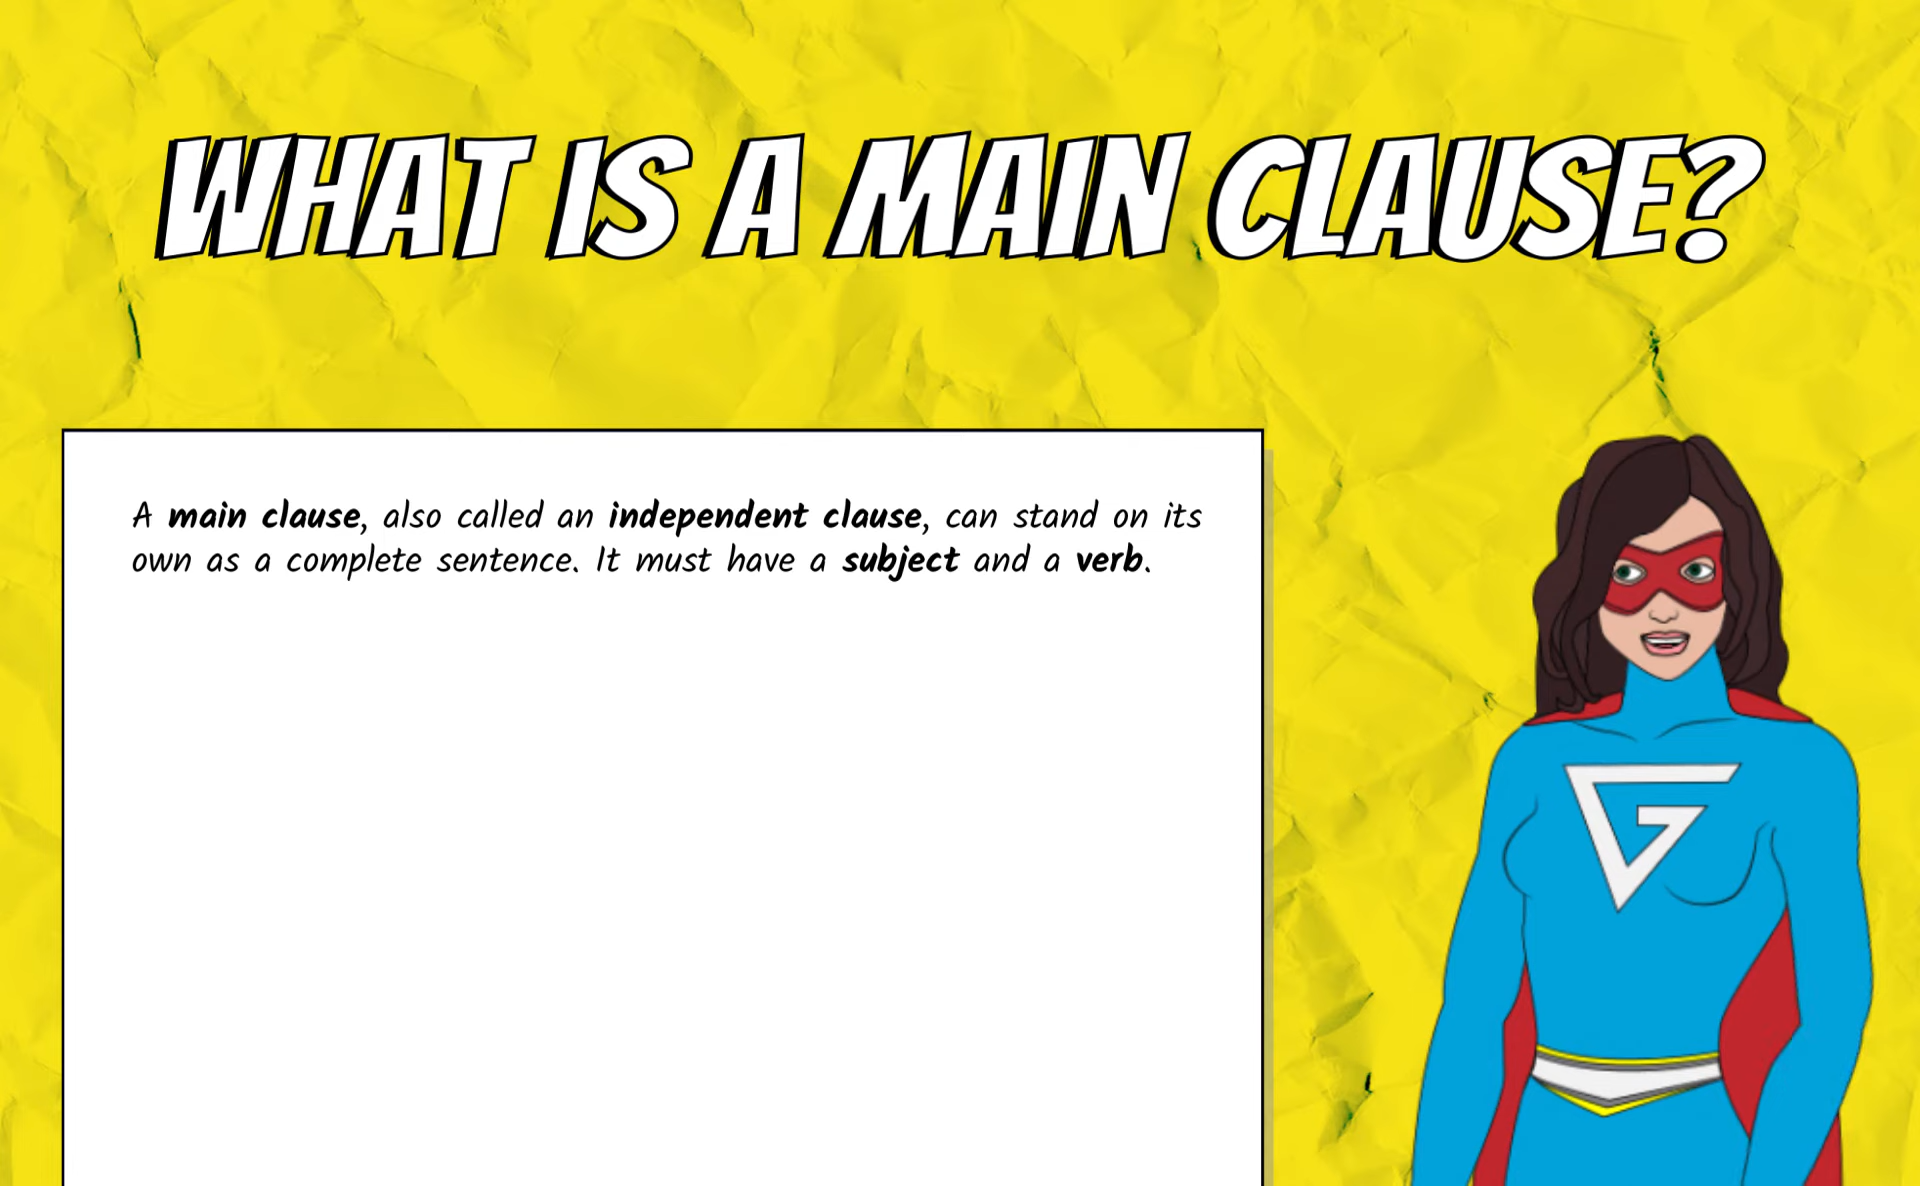 WHAT IS A MAIN CLAUSE?
A main clause, also called an independent clause, can stand on its
own as a complete sentence. It must have a subject and a verb.
G